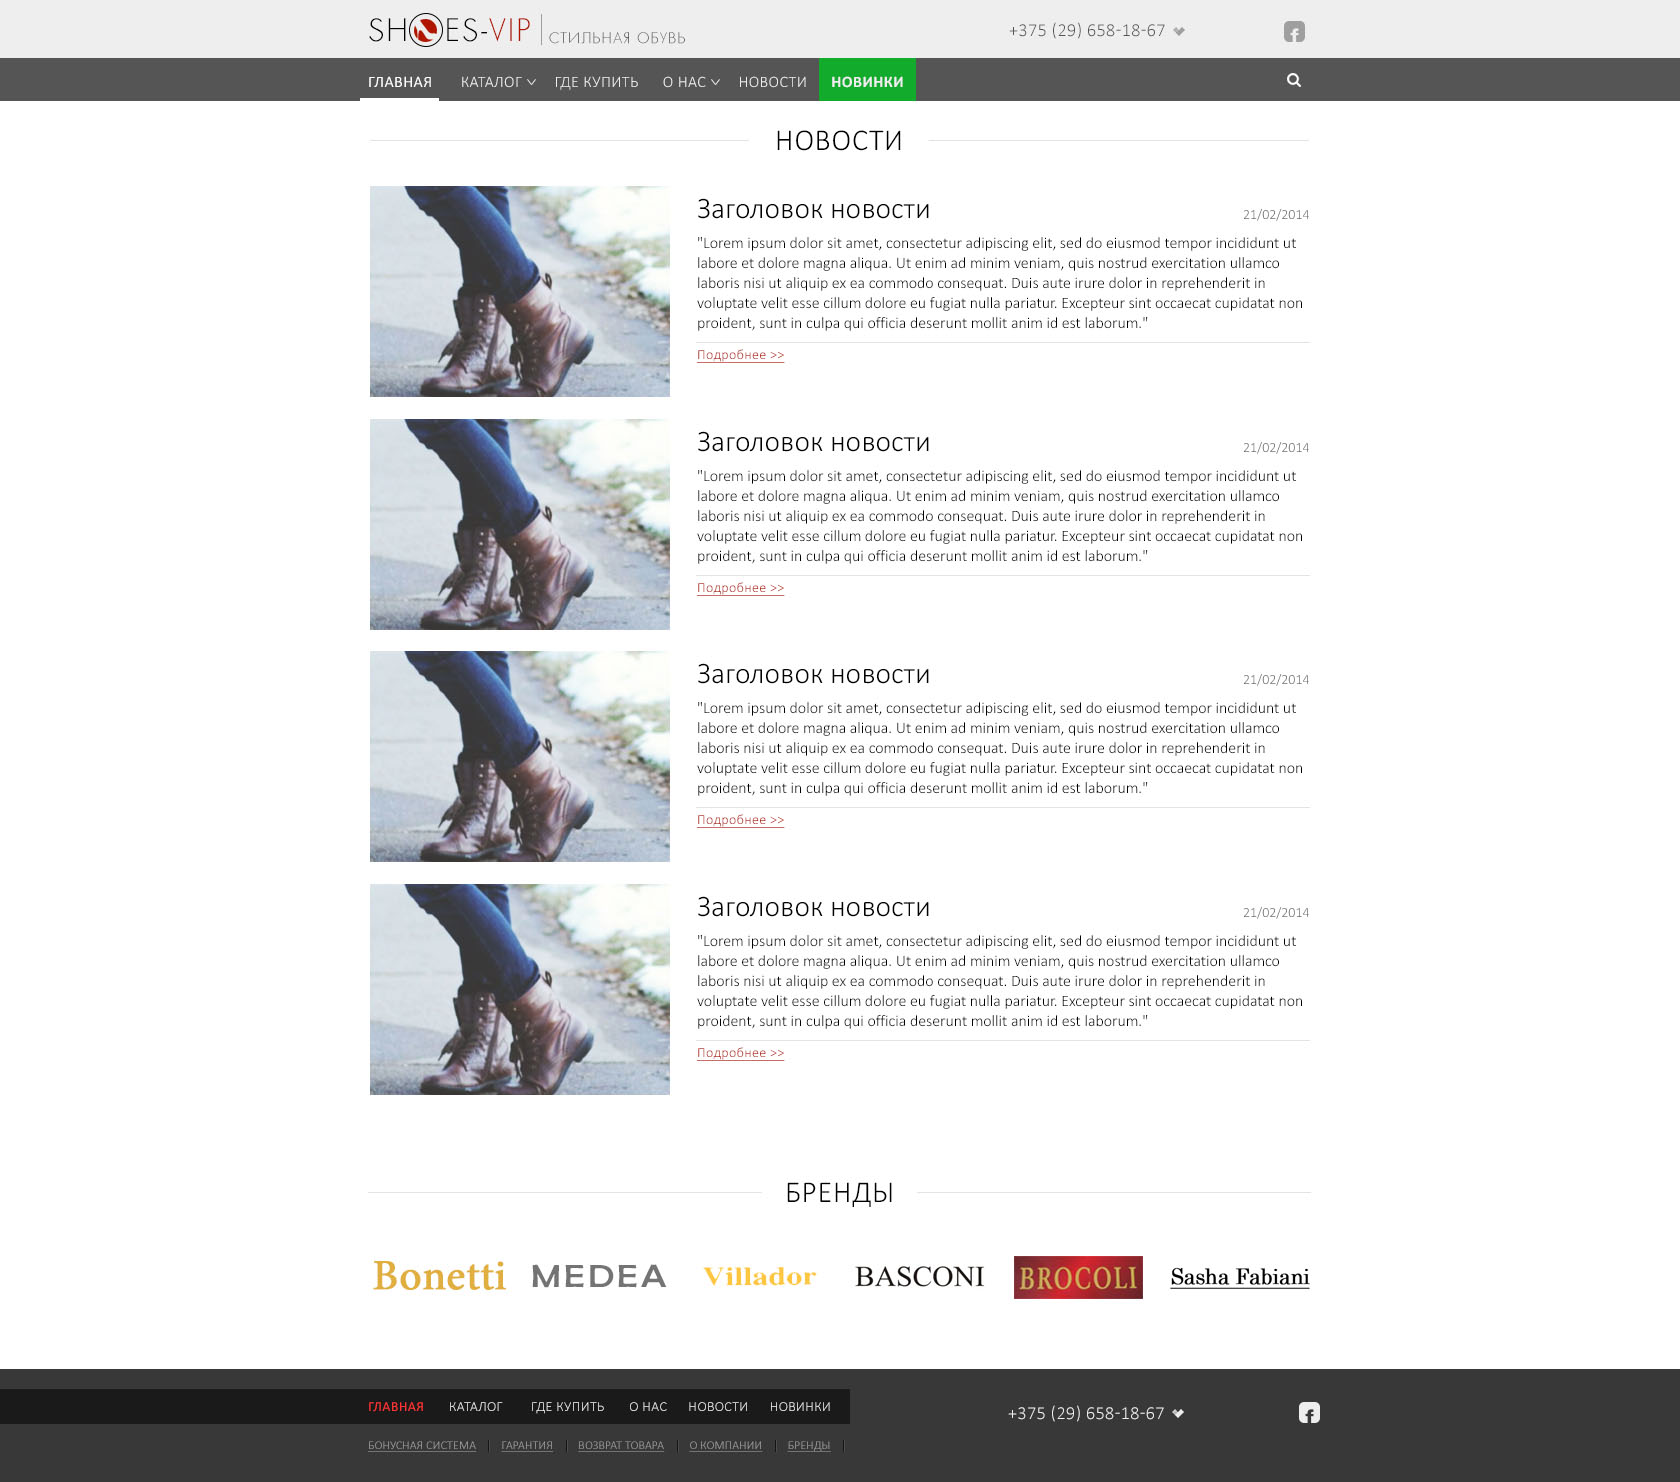 SHOES-VIP СТИЛЬНАЯ ОБУВЬ
+375 (29) 658-18-67
ГЛАВНАЯ КАТАЛОГ ГДЕ КУПИТЬ О НАС НОВОСТИ НОВИНКИ
НОВОСТИ
Заголовок новости
21/02/2014
"Lorem ipsum dolor sit amet, consectetur adipiscing elit, sed do eiusmod tempor incididunt ut
labore et dolore magna aliqua. Ut enim ad minim veniam, quis nostrud exercitation ullamco
laboris nisi ut aliquip ex ea commodo consequat. Duis aute irure dolor in reprehenderit in
voluptate velit esse cillum dolore eu fugiat nulla pariatur. Excepteur sint occaecat cupidatat non
proident, sunt in culpa qui officia deserunt mollit anim id est laborum."
Подробнее >>
Заголовок новости
21/02/2014
"Lorem ipsum dolor sit amet, consectetur adipiscing elit, sed do eiusmod tempor incididunt ut
labore et dolore magna aliqua. Ut enim ad minim veniam, quis nostrud exercitation ullamco
laboris nisi ut aliquip ex ea commodo consequat. Duis aute irure dolor in reprehenderit in
voluptate velit esse cillum dolore eu fugiat nulla pariatur. Excepteur sint occaecat cupidatat non
proident, sunt in culpa qui officia deserunt mollit anim id est laborum."
Подробнее >>
Заголовок новости
21/02/2014
"Lorem ipsum dolor sit amet, consectetur adipiscing elit, sed do eiusmod tempor incididunt ut
labore et dolore magna aliqua. Ut enim ad minim veniam, quis nostrud exercitation ullamco
laboris nisi ut aliquip ex ea commodo consequat. Duis aute irure dolor in reprehenderit in
voluptate velit esse cillum dolore eu fugiat nulla pariatur. Excepteur sint occaecat cupidatat non
proident, sunt in culpa qui officia deserunt mollit anim id est laborum."
Подробнее >>
Заголовок новости
21/02/2014
"Lorem ipsum dolor sit amet, consectetur adipiscing elit, sed do eiusmod tempor incididunt ut
labore et dolore magna aliqua. Ut enim ad minim veniam, quis nostrud exercitation ullamco
laboris nisi ut aliquip ex ea commodo consequat. Duis aute irure dolor in reprehenderit in
voluptate velit esse cillum dolore eu fugiat nulla pariatur. Excepteur sint occaecat cupidatat non
proident, sunt in culpa qui officia deserunt mollit anim id est laborum."
Подробнее >>
БРЕНДЫ
Bonetti MEDEA Villador BASCONI BROCOLI Sasha Fabiani
ГЛАВНАЯ КАТАЛОГ ГДЕ КУПИТЬ О НАС НОВОСТИ НОВИНКИ
+375 (29) 658-18-67
БОНУСНАЯ СИСТЕМА | ГАРАНТИЯ | ВОЗВРАТ ТОВАРА | О КОМПАНИИ | БРЕНДЫ |